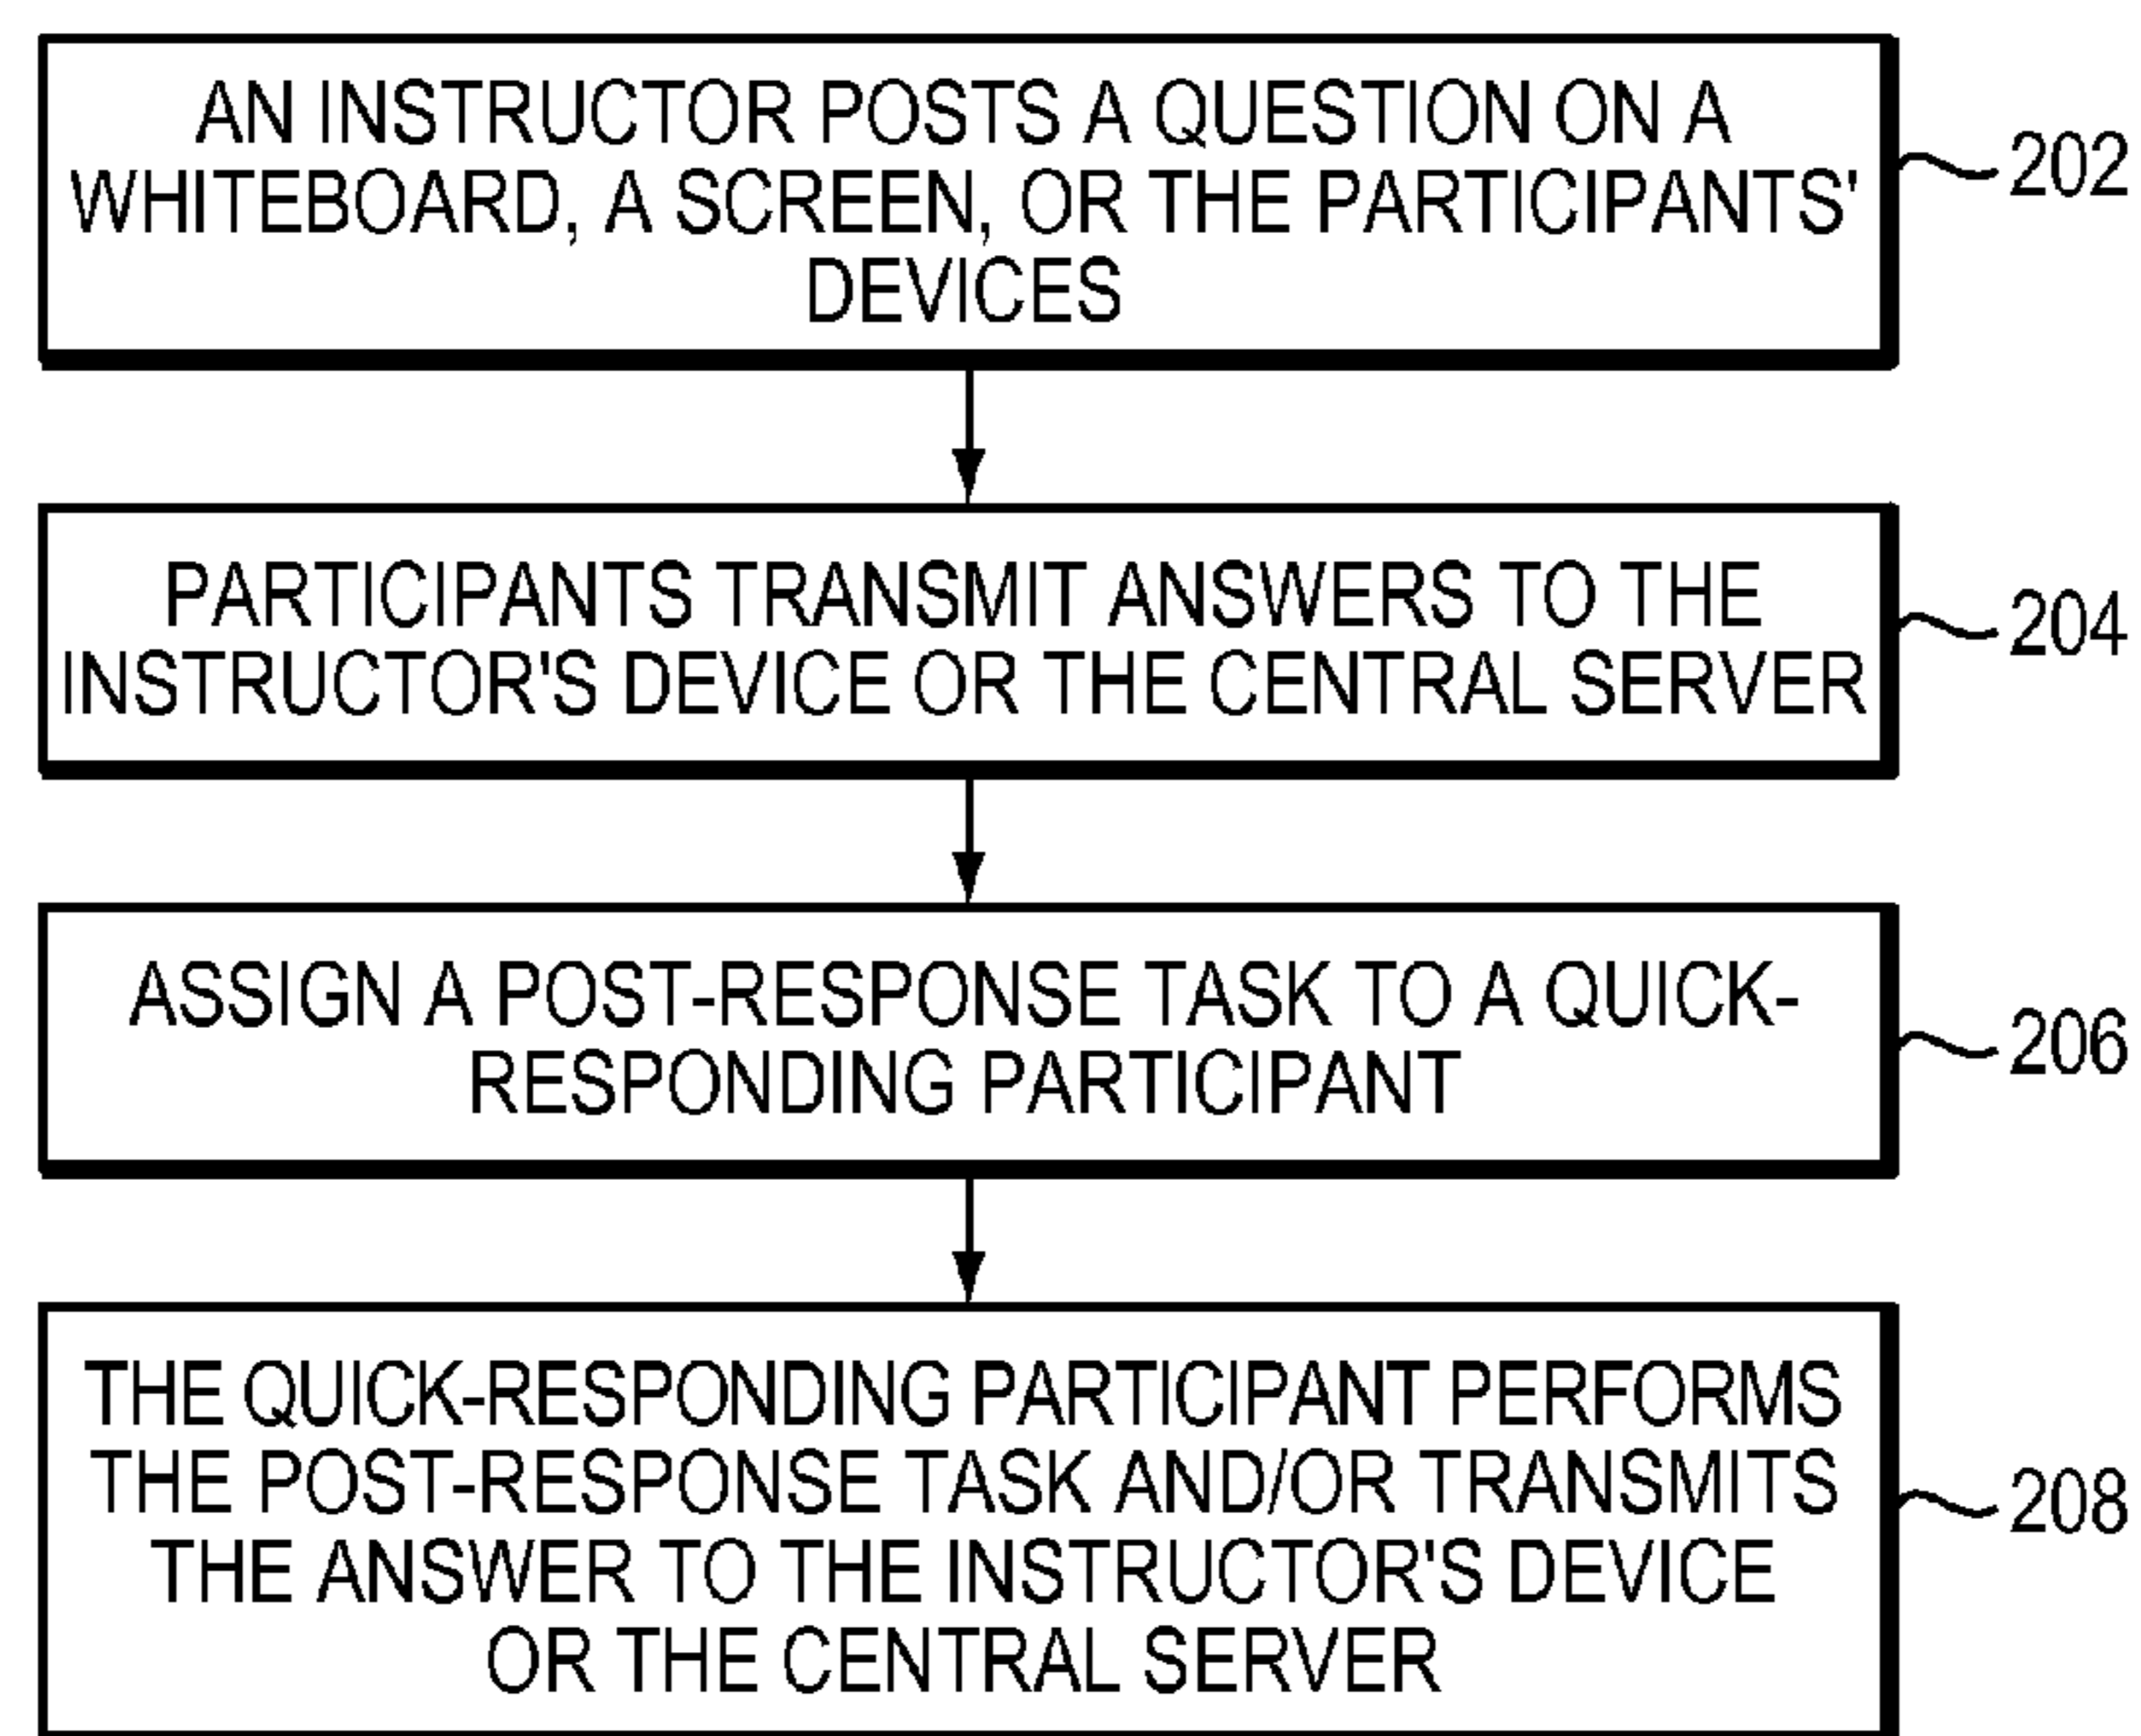 AN INSTRUCTOR POSTS A QUESTION ON A
WHITEBOARD, A SCREEN, OR THE PARTICIPANTS'
DEVICES
202
PARTICIPANTS TRANSMIT ANSWERS TO THE
INSTRUCTOR'S DEVICE OR THE CENTRAL SERVER
204
ASSIGN A POST-RESPONSE TASK TO A QUICK-
RESPONDING PARTICIPANT
206
THE QUICK-RESPONDING PARTICIPANT PERFORMS
THE POST-RESPONSE TASK AND/OR TRANSMITS
THE ANSWER TO THE INSTRUCTOR'S DEVICE
OR THE CENTRAL SERVER
208